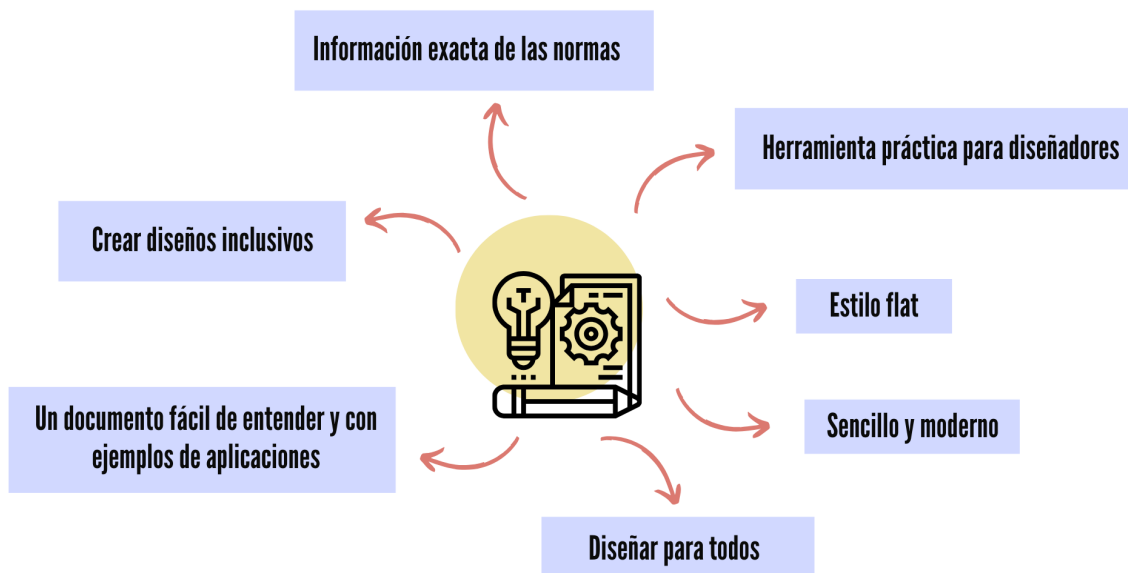 Información exacta de las normas
Herramienta práctica para diseñadores
Crear diseños inclusivos
Estilo flat
Un documento fácil de entender y con
ejemplos de aplicaciones
Sencillo y moderno
Diseñar para todos